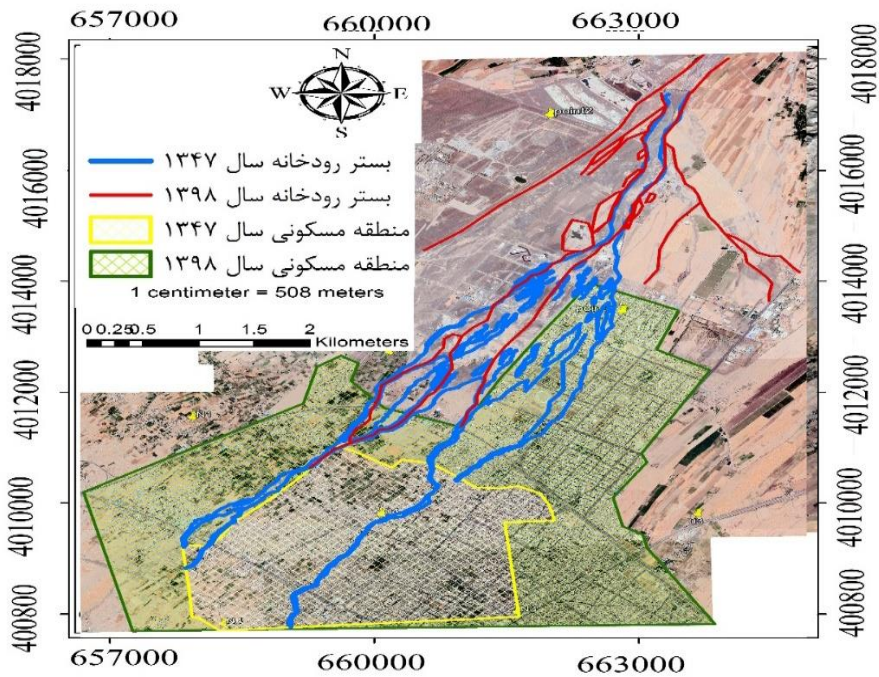 657000 660000 663000
4018000 4018000
N
W E
S
point2
بستر رودخانه سال ۱۳۴۷
بستر رودخانه سال ۱۳۹۸
منطقه مسکونی سال ۱۳۴۷
منطقه مسکونی سال ۱۳۹۸
1 centimeter = 508 meters
0 0.25 0.5 1 1.5 2
Kilometers
4016000 4016000
4014000 4014000
4012000 4012000
4010000 4010000
400800 400800
657000 660000 663000